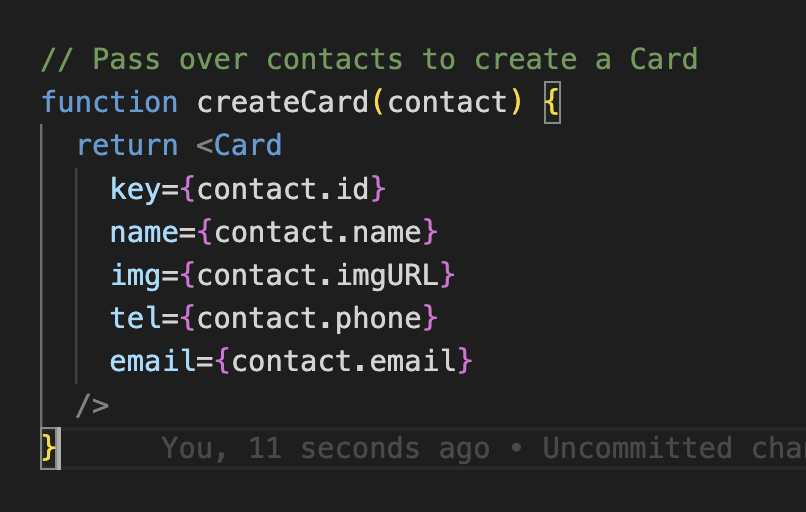 // Pass over contacts to create a Card
function createCard(contact) {
return <Card
key={contact.id}
name={contact.name}
img={contact.imgURL}
tel={contact.phone}
email={contact.email}
/>
} You, 11 seconds ago • Uncommitted